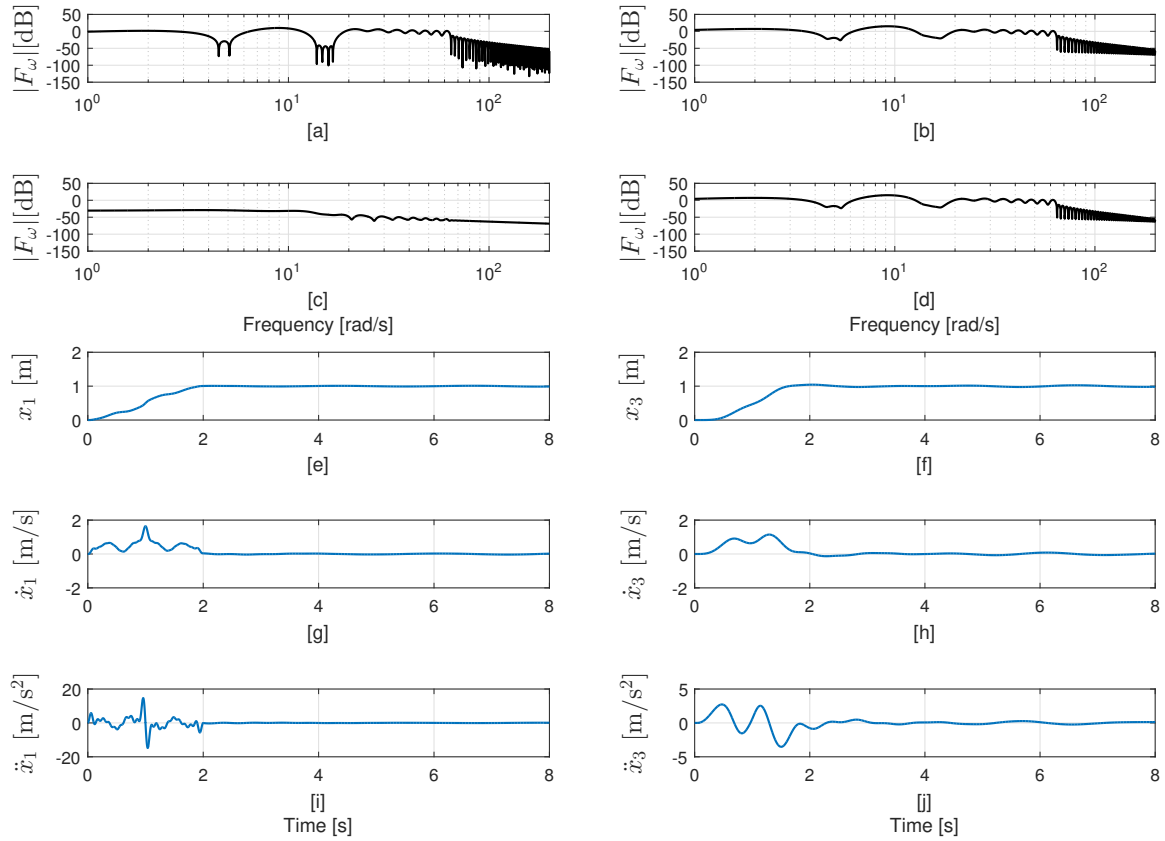 |F_ω|[dB]
50
0
-50
-100
-150
10^0
10^1
10^2
[a]
|F_ω|[dB]
50
0
-50
-100
-150
10^0
10^1
10^2
[b]
|F_ω|[dB]
50
0
-50
-100
-150
10^0
10^1
10^2
[c]
Frequency [rad/s]
|F_ω|[dB]
50
0
-50
-100
-150
10^0
10^1
10^2
[d]
Frequency [rad/s]
x_1 [m]
2
1
0
0 2 4 6 8
[e]
x_3 [m]
2
1
0
0 2 4 6 8
[f]
ẋ_1 [m/s]
2
0
-2
0 2 4 6 8
[g]
ẋ_3 [m/s]
2
0
-2
0 2 4 6 8
[h]
ẍ_1 [m/s²]
20
0
-20
0 2 4 6 8
[i]
Time [s]
ẍ_3 [m/s²]
5
0
-5
0 2 4 6 8
[j]
Time [s]